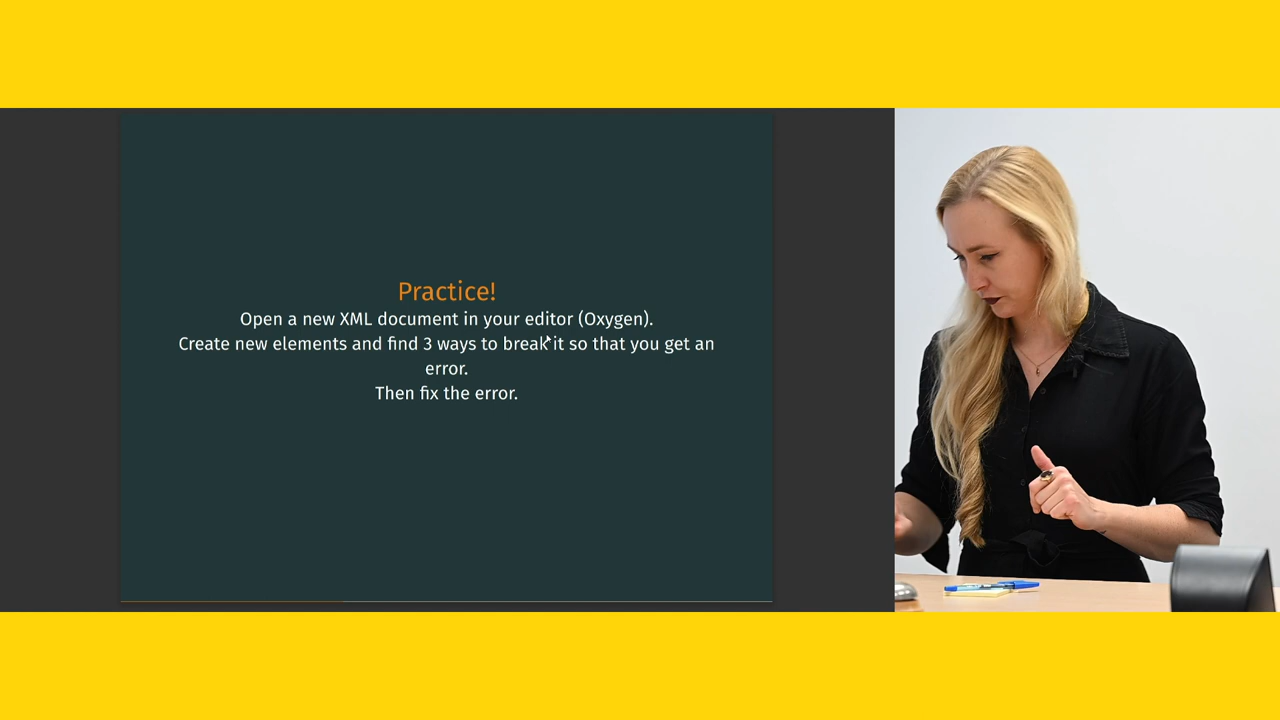 Practice!
Open a new XML document in your editor (Oxygen).
Create new elements and find 3 ways to break it so that you get an
error.
Then fix the error.